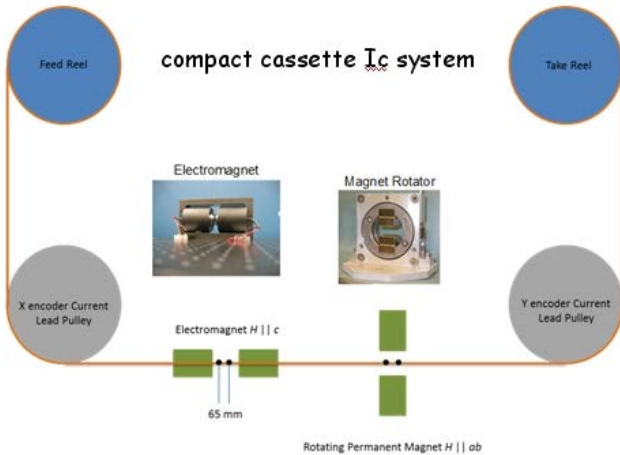 compact cassette Ic system
Feed Reel
Take Reel
Electromagnet
Magnet Rotator
X encoder Current
Lead Pulley
Y encoder Current
Lead Pulley
Electromagnet H || c
65 mm
Rotating Permanent Magnet H || ab